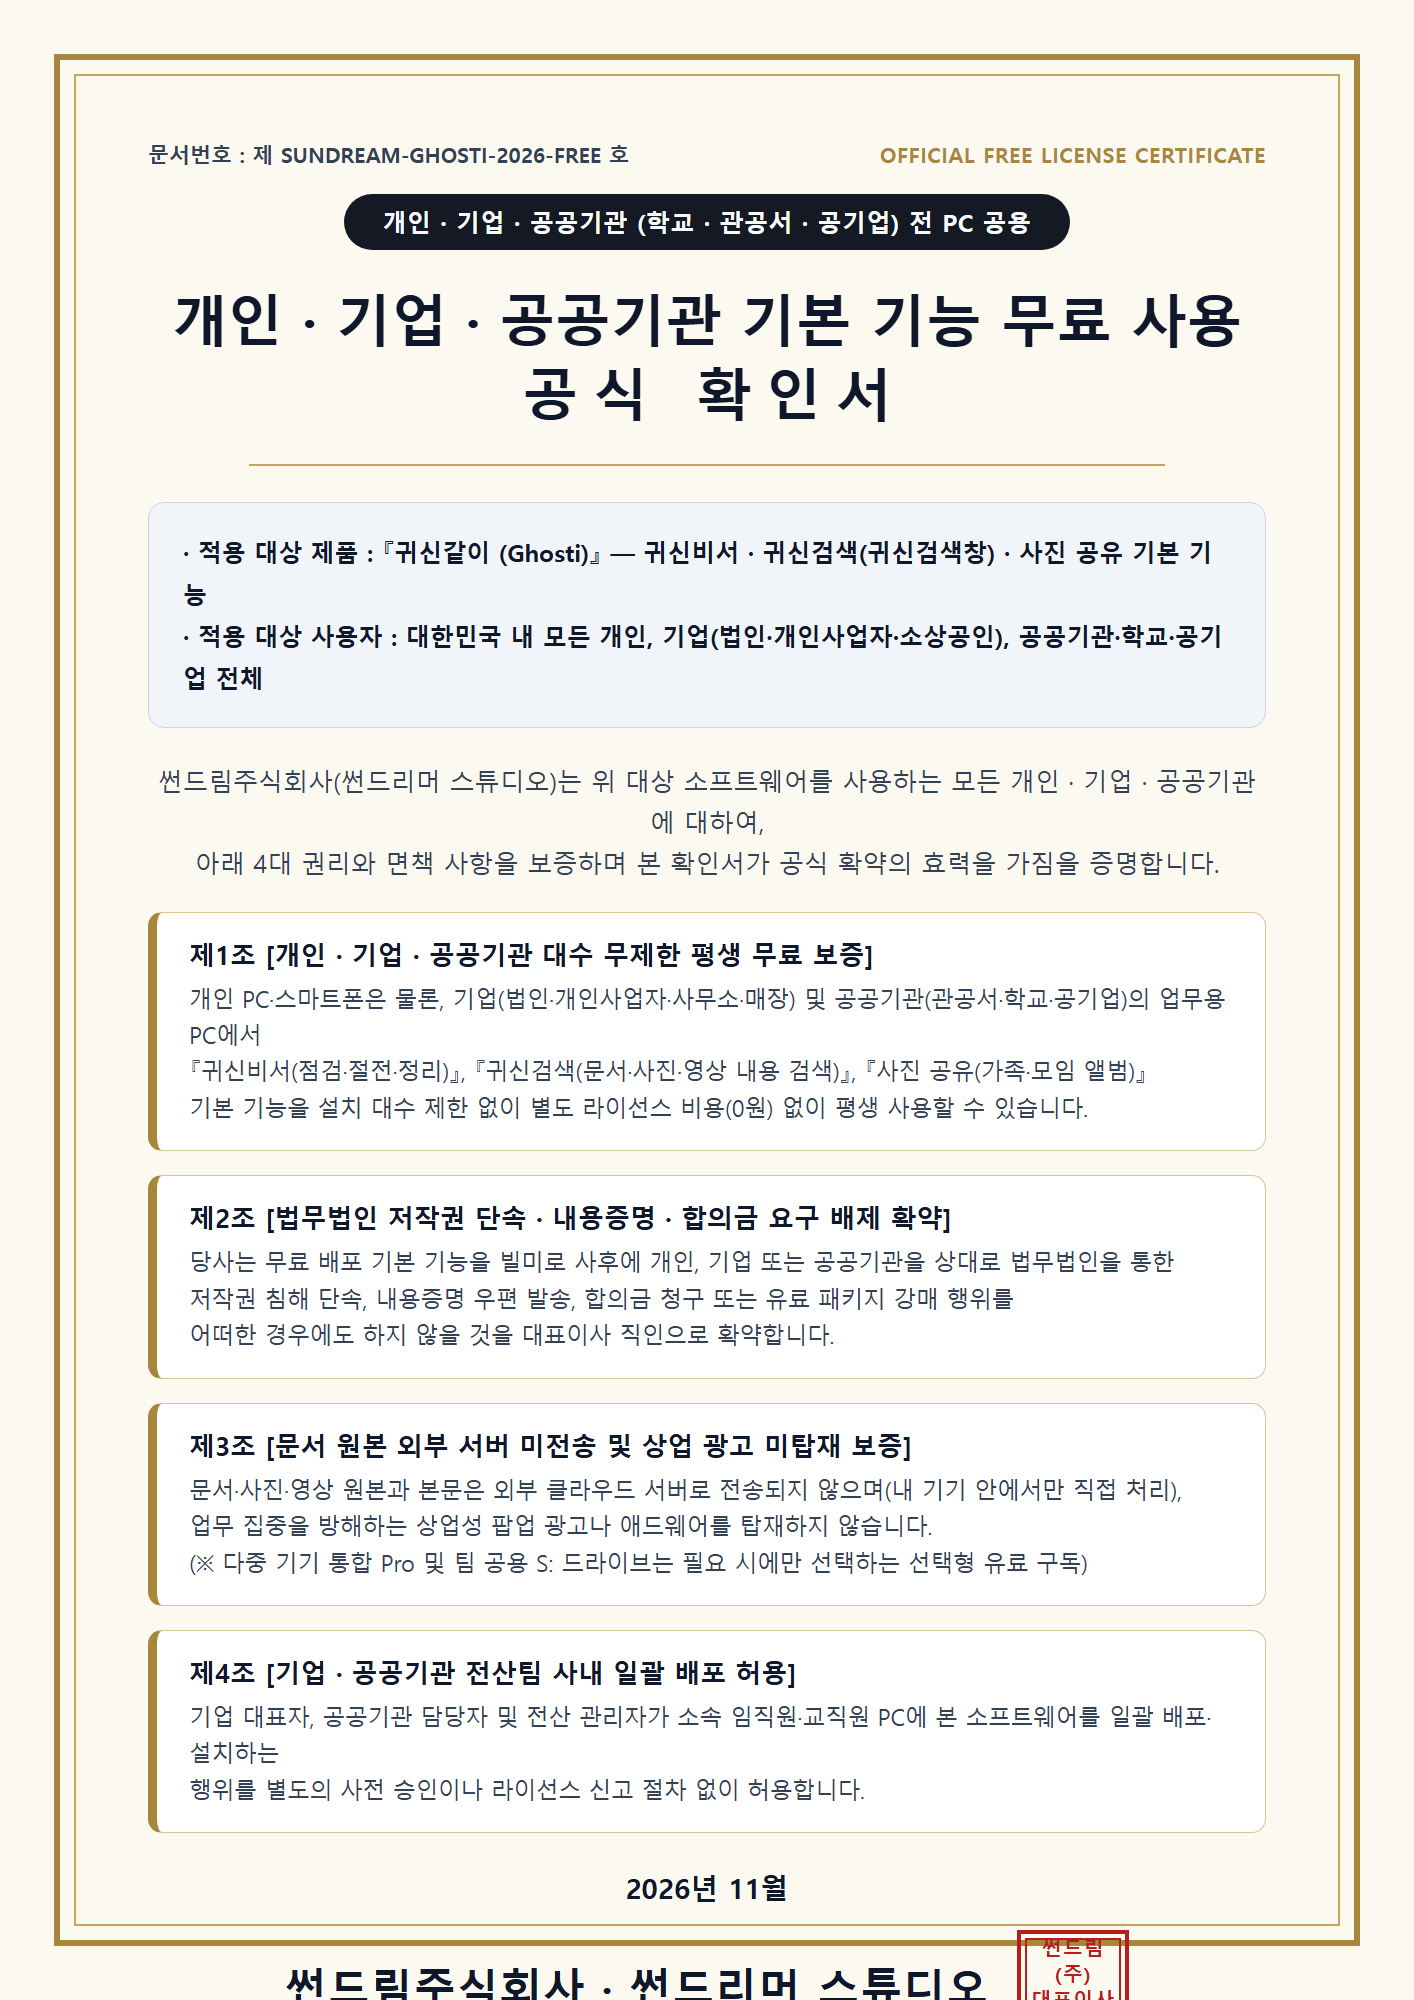 문서번호 : 제 SUNDREAM-GHOSTI-2026-FREE 호
OFFICIAL FREE LICENSE CERTIFICATE
개인 · 기업 · 공공기관 (학교 · 관공서 · 공기업) 전 PC 공용
개인 · 기업 · 공공기관 기본 기능 무료 사용
공식 확인서
· 적용 대상 제품 : 『귀신같이 (Ghosti)』 — 귀신비서 · 귀신검색(귀신검색창) · 사진 공유 기본 기
능
· 적용 대상 사용자 : 대한민국 내 모든 개인, 기업(법인·개인사업자·소상공인), 공공기관·학교·공기
업 전체
썬드림주식회사(썬드리머 스튜디오)는 위 대상 소프트웨어를 사용하는 모든 개인 · 기업 · 공공기관
에 대하여,
아래 4대 권리와 면책 사항을 보증하며 본 확인서가 공식 확약의 효력을 가짐을 증명합니다.
제1조 [개인 · 기업 · 공공기관 대수 무제한 평생 무료 보증]
개인 PC·스마트폰은 물론, 기업(법인·개인사업자·사무소·매장) 및 공공기관(관공서·학교·공기업)의 업무용
PC에서
『귀신비서(점검·절전·정리)』, 『귀신검색(문서·사진·영상 내용 검색)』, 『사진 공유(가족·모임 앨범)』
기본 기능을 설치 대수 제한 없이 별도 라이선스 비용(0원) 없이 평생 사용할 수 있습니다.
제2조 [법무법인 저작권 단속 · 내용증명 · 합의금 요구 배제 확약]
당사는 무료 배포 기본 기능을 빌미로 사후에 개인, 기업 또는 공공기관을 상대로 법무법인을 통한
저작권 침해 단속, 내용증명 우편 발송, 합의금 청구 또는 유료 패키지 강매 행위를
어떠한 경우에도 하지 않을 것을 대표이사 직인으로 확약합니다.
제3조 [문서 원본 외부 서버 미전송 및 상업 광고 미탑재 보증]
문서·사진·영상 원본과 본문은 외부 클라우드 서버로 전송되지 않으며(내 기기 안에서만 직접 처리),
업무 집중을 방해하는 상업성 팝업 광고나 애드웨어를 탑재하지 않습니다.
(※ 다중 기기 통합 Pro 및 팀 공용 S: 드라이브는 필요 시에만 선택하는 선택형 유료 구독)
제4조 [기업 · 공공기관 전산팀 사내 일괄 배포 허용]
기업 대표자, 공공기관 담당자 및 전산 관리자가 소속 임직원·교직원 PC에 본 소프트웨어를 일괄 배포·
설치하는
행위를 별도의 사전 승인이나 라이선스 신고 절차 없이 허용합니다.
2026년 11월
썬드림주식회사 · 썬드리머 스튜디오
썬드림
(주)
대표이사